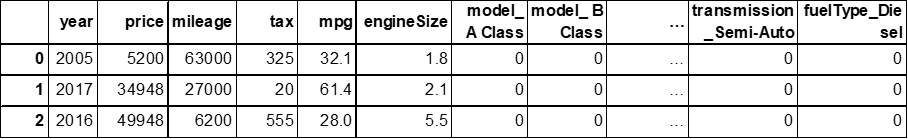 year price mileage tax mpg engineSize model_ A Class model_ B Class ... transmission _Semi-Auto fuelType_Die sel
0 2005 5200 63000 325 32.1 1.8 0 0 ... 0 0
1 2017 34948 27000 20 61.4 2.1 0 0 ... 0 0
2 2016 49948 6200 555 28.0 5.5 0 0 ... 0 0